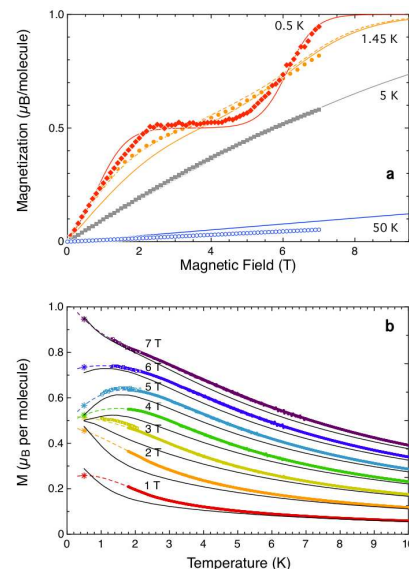 1.0
0.5
0
Magnetization (μB/molecule)
0.5 K
1.45 K
5 K
50 K
a
0 2 4 6 8
Magnetic Field (T)
1.0
0.8
0.6
0.4
0.2
0.0
M (μB per molecule)
b
7 T
6 T
5 T
4 T
3 T
2 T
1 T
0 1 2 3 4 5 6 7 8 9 10
Temperature (K)